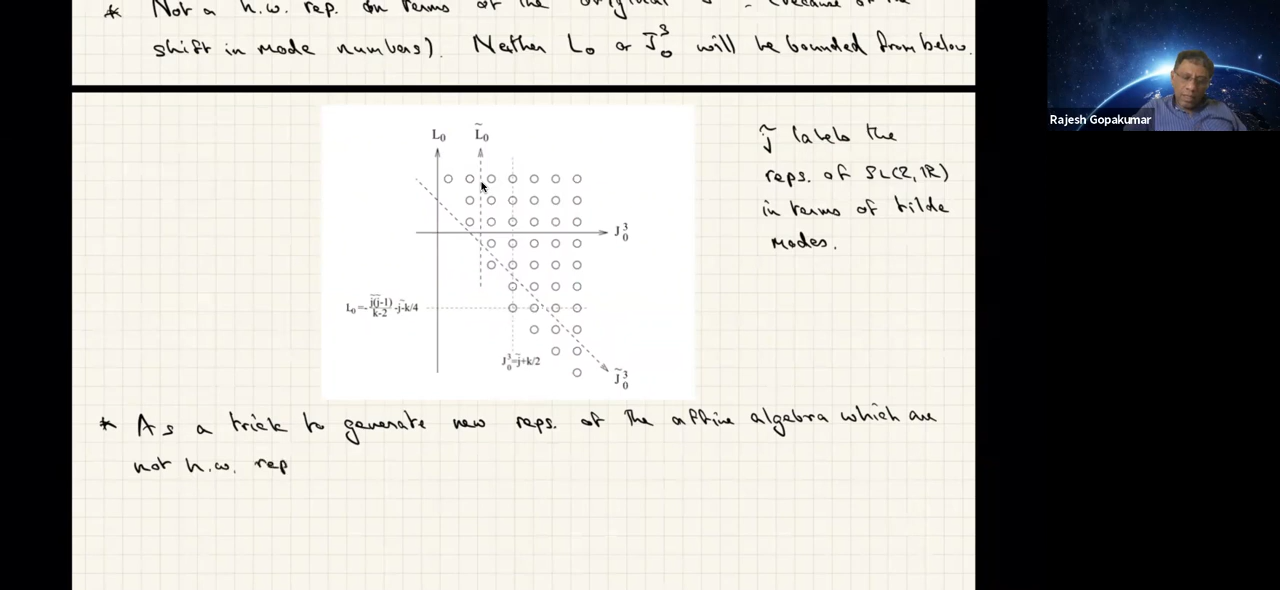 * Not a h.w. rep. in terms of the original
shift in mode numbers). Neither L₀ or J₀³ will be bounded from below.
Rajesh Gopakumar
L₀ L̃₀
J₀³
L₀=-j̃(j̃-1)/k-2 -j̃-k/4
J₀³=j̃+k/2
J̃₀³
j̃ labels the
reps. of SL(2,IR)
in terms of tilde
modes.
* As a trick to generate new reps. of the affine algebra which are
not h.w. rep